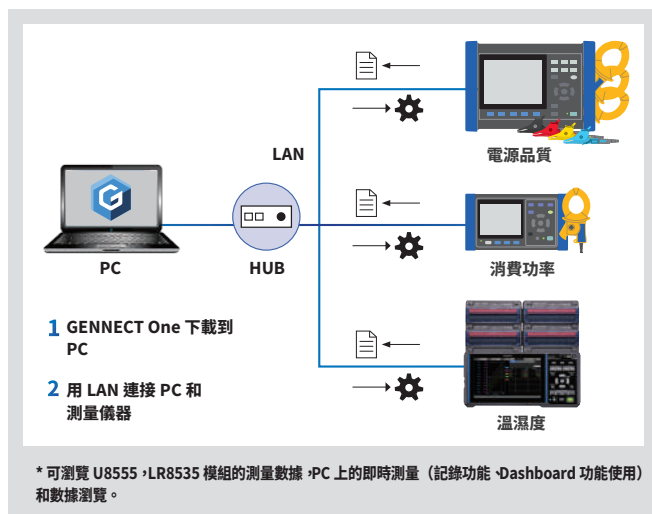 LAN
電源品質
PC
HUB
消費功率
1 GENNECT One 下載到
PC
2 用 LAN 連接 PC 和
測量儀器
溫濕度
* 可瀏覽 U8555，LR8535 模組的測量數據，PC 上的即時測量（記錄功能、Dashboard 功能使用）
和數據瀏覽。